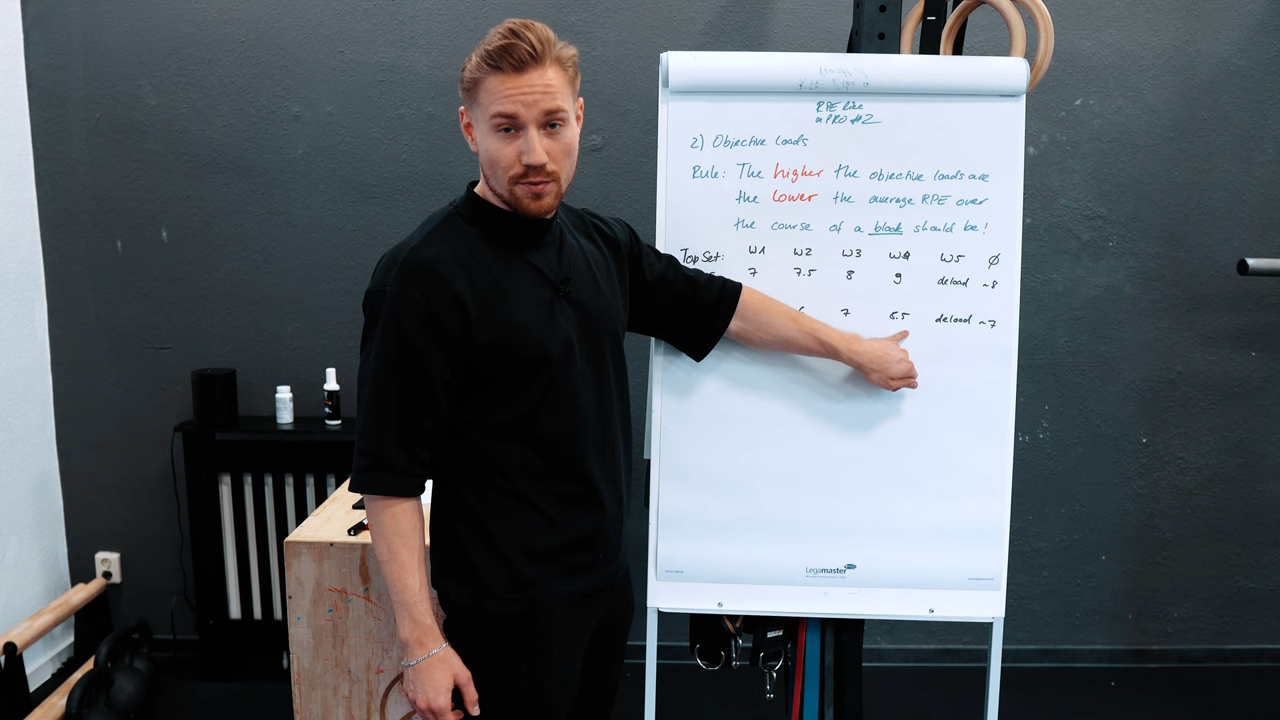 RPE like
a PRO #2
2) Objective Loads
Rule: The higher the objective loads are
the lower the average RPE over
the course of a block should be!
Top Set: W1 W2 W3 W4 W5 Ø
7 7.5 8 9 deload ~8
6 7 8.5 deload ~7
Legamaster